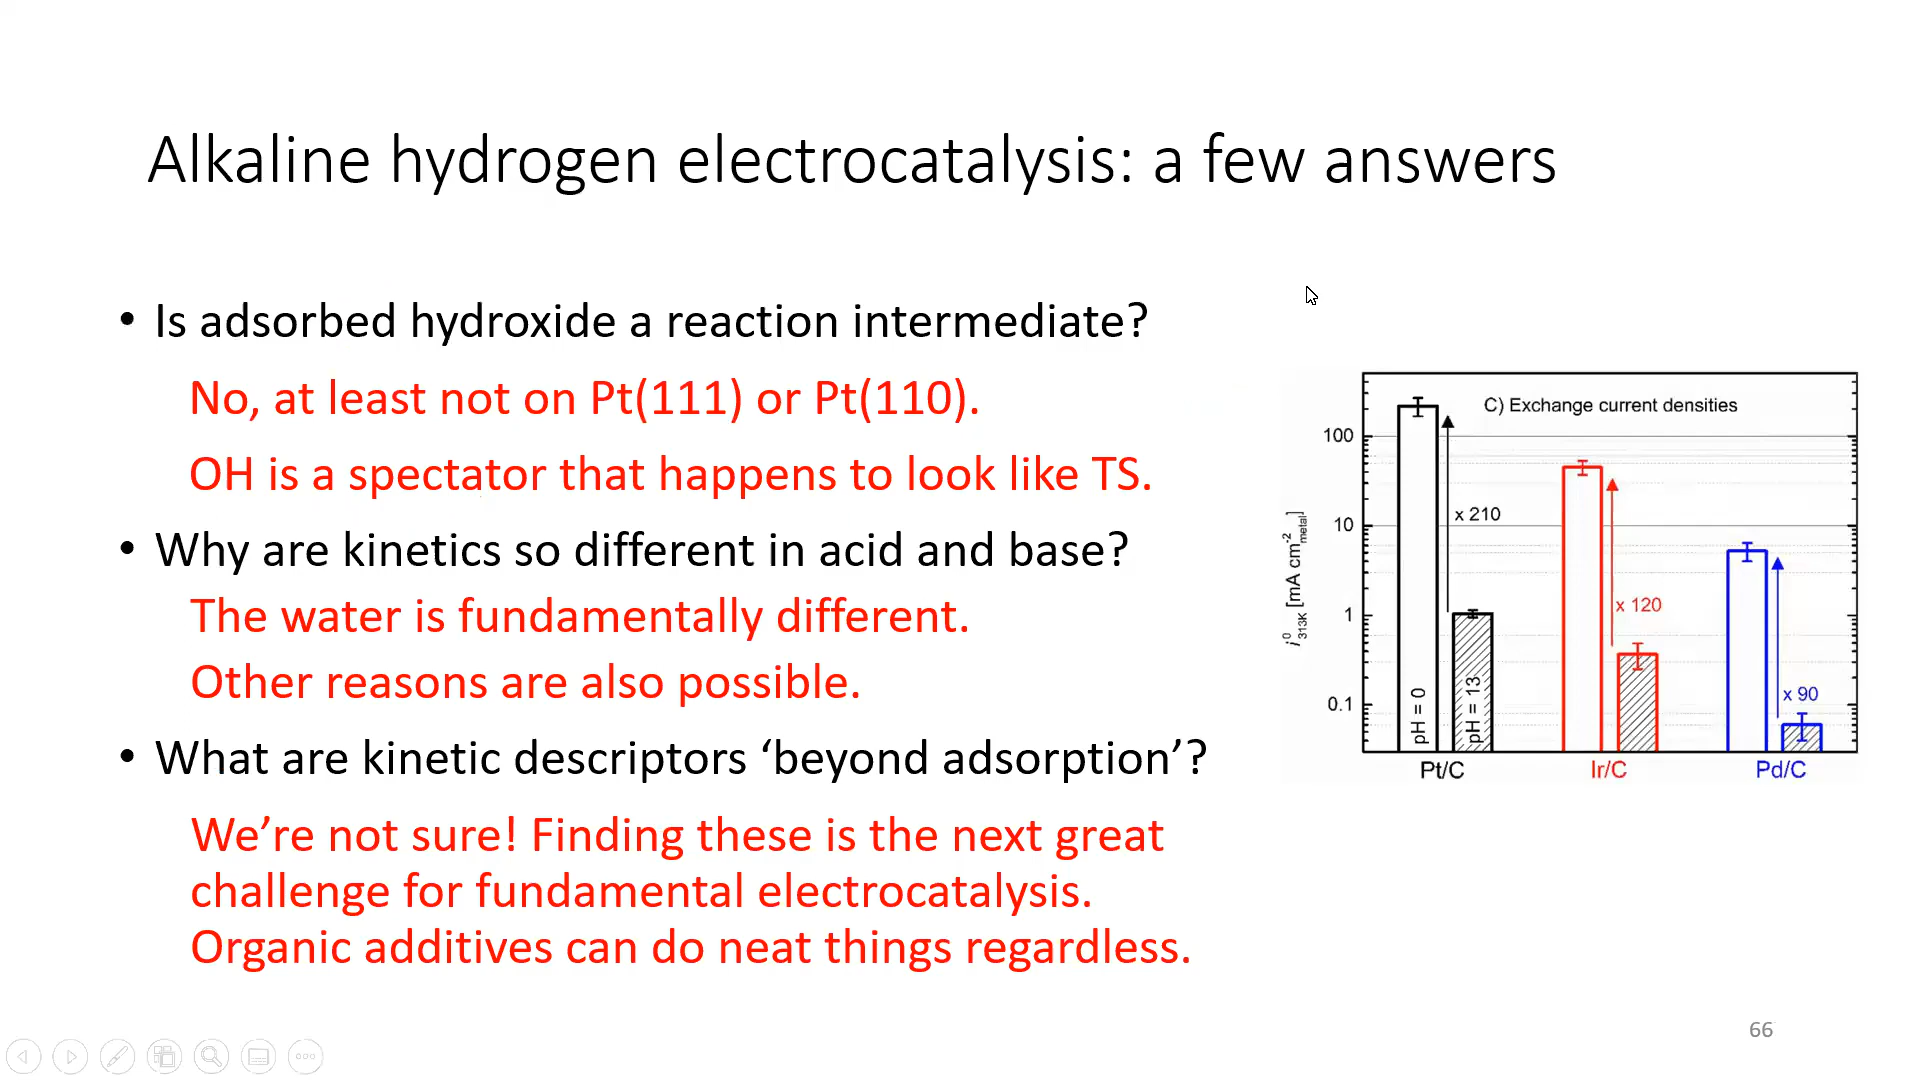 Alkaline hydrogen electrocatalysis: a few answers
• Is adsorbed hydroxide a reaction intermediate?
No, at least not on Pt(111) or Pt(110).
OH is a spectator that happens to look like TS.
• Why are kinetics so different in acid and base?
The water is fundamentally different.
Other reasons are also possible.
• What are kinetic descriptors ‘beyond adsorption’?
We’re not sure! Finding these is the next great
challenge for fundamental electrocatalysis.
Organic additives can do neat things regardless.
C) Exchange current densities
100
10
1
0.1
i⁰313K [mA cm⁻²metal]
x 210
x 120
x 90
pH = 0
pH = 13
Pt/C
Ir/C
Pd/C
66